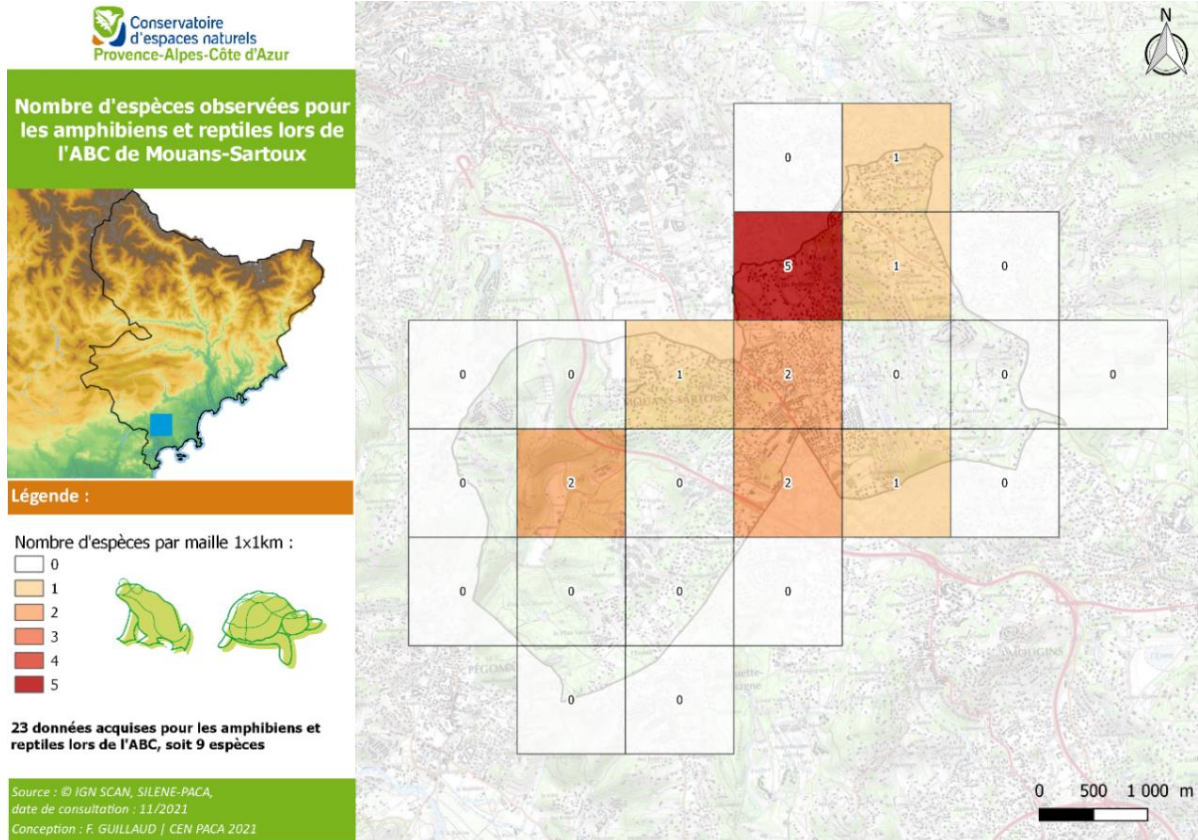 Conservatoire
d'espaces naturels
Provence-Alpes-Côte d'Azur
Nombre d'espèces observées pour
les amphibiens et reptiles lors de
l'ABC de Mouans-Sartoux
Légende :
Nombre d'espèces par maille 1x1km :
0
1
2
3
4
5
23 données acquises pour les amphibiens et
reptiles lors de l'ABC, soit 9 espèces
Source : © IGN SCAN, SILENE-PACA,
date de consultation : 11/2021
Conception : F. GUILLAUD | CEN PACA 2021
N
0 1
5 1 0
0 0 1 2 0 0 0
MOUANS-SARTOUX
0 2 0 2 1 0
0 0 0 0
MOUGINS
0 0
0 500 1 000 m